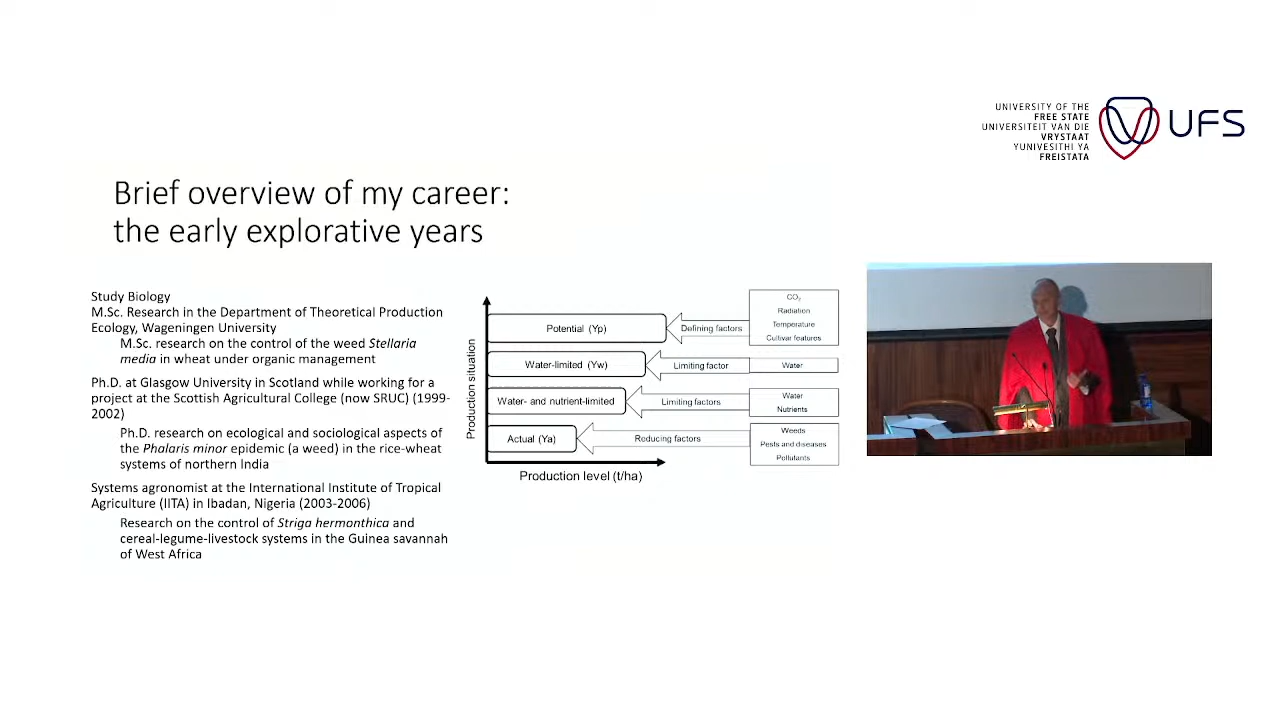 UNIVERSITY OF THE
FREE STATE
UNIVERSITEIT VAN DIE
VRYSTAAT
YUNIVESITHI YA
FREISTATA
UFS
Brief overview of my career:
the early explorative years
Study Biology
M.Sc. Research in the Department of Theoretical Production
Ecology, Wageningen University
M.Sc. research on the control of the weed Stellaria
media in wheat under organic management
Ph.D. at Glasgow University in Scotland while working for a
project at the Scottish Agricultural College (now SRUC) (1999-
2002)
Ph.D. research on ecological and sociological aspects of
the Phalaris minor epidemic (a weed) in the rice-wheat
systems of northern India
Systems agronomist at the International Institute of Tropical
Agriculture (IITA) in Ibadan, Nigeria (2003-2006)
Research on the control of Striga hermonthica and
cereal-legume-livestock systems in the Guinea savannah
of West Africa
Production situation
Potential (Yp)
Defining factors
CO₂
Radiation
Temperature
Cultivar features
Water-limited (Yw)
Limiting factor
Water
Water- and nutrient-limited
Limiting factors
Water
Nutrients
Actual (Ya)
Reducing factors
Weeds
Pests and diseases
Pollutants
Production level (t/ha)